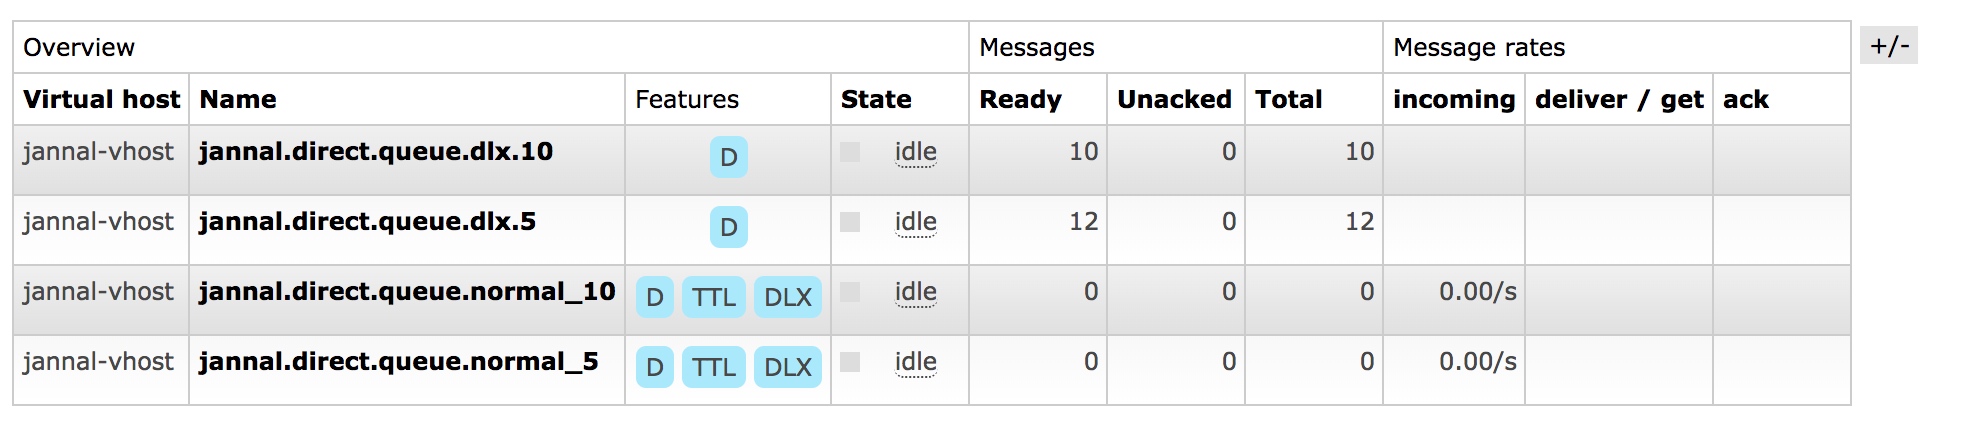 Overview Messages Message rates +/-
Virtual host Name Features State Ready Unacked Total incoming deliver / get ack
jannal-vhost jannal.direct.queue.dlx.10 D idle 10 0 10
jannal-vhost jannal.direct.queue.dlx.5 D idle 12 0 12
jannal-vhost jannal.direct.queue.normal_10 D TTL DLX idle 0 0 0 0.00/s
jannal-vhost jannal.direct.queue.normal_5 D TTL DLX idle 0 0 0 0.00/s